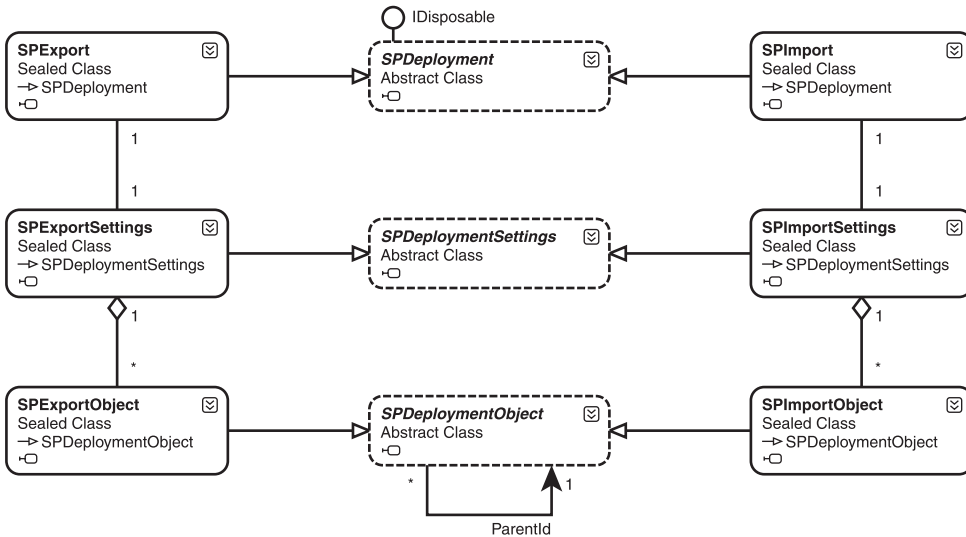 IDisposable
SPExport
Sealed Class
SPDeployment
SPDeployment
Abstract Class
SPImport
Sealed Class
SPDeployment
1
1
1
1
SPExportSettings
Sealed Class
SPDeploymentSettings
SPDeploymentSettings
Abstract Class
SPImportSettings
Sealed Class
SPDeploymentSettings
1
*
1
*
SPExportObject
Sealed Class
SPDeploymentObject
SPDeploymentObject
Abstract Class
SPImportObject
Sealed Class
SPDeploymentObject
*
1
ParentId